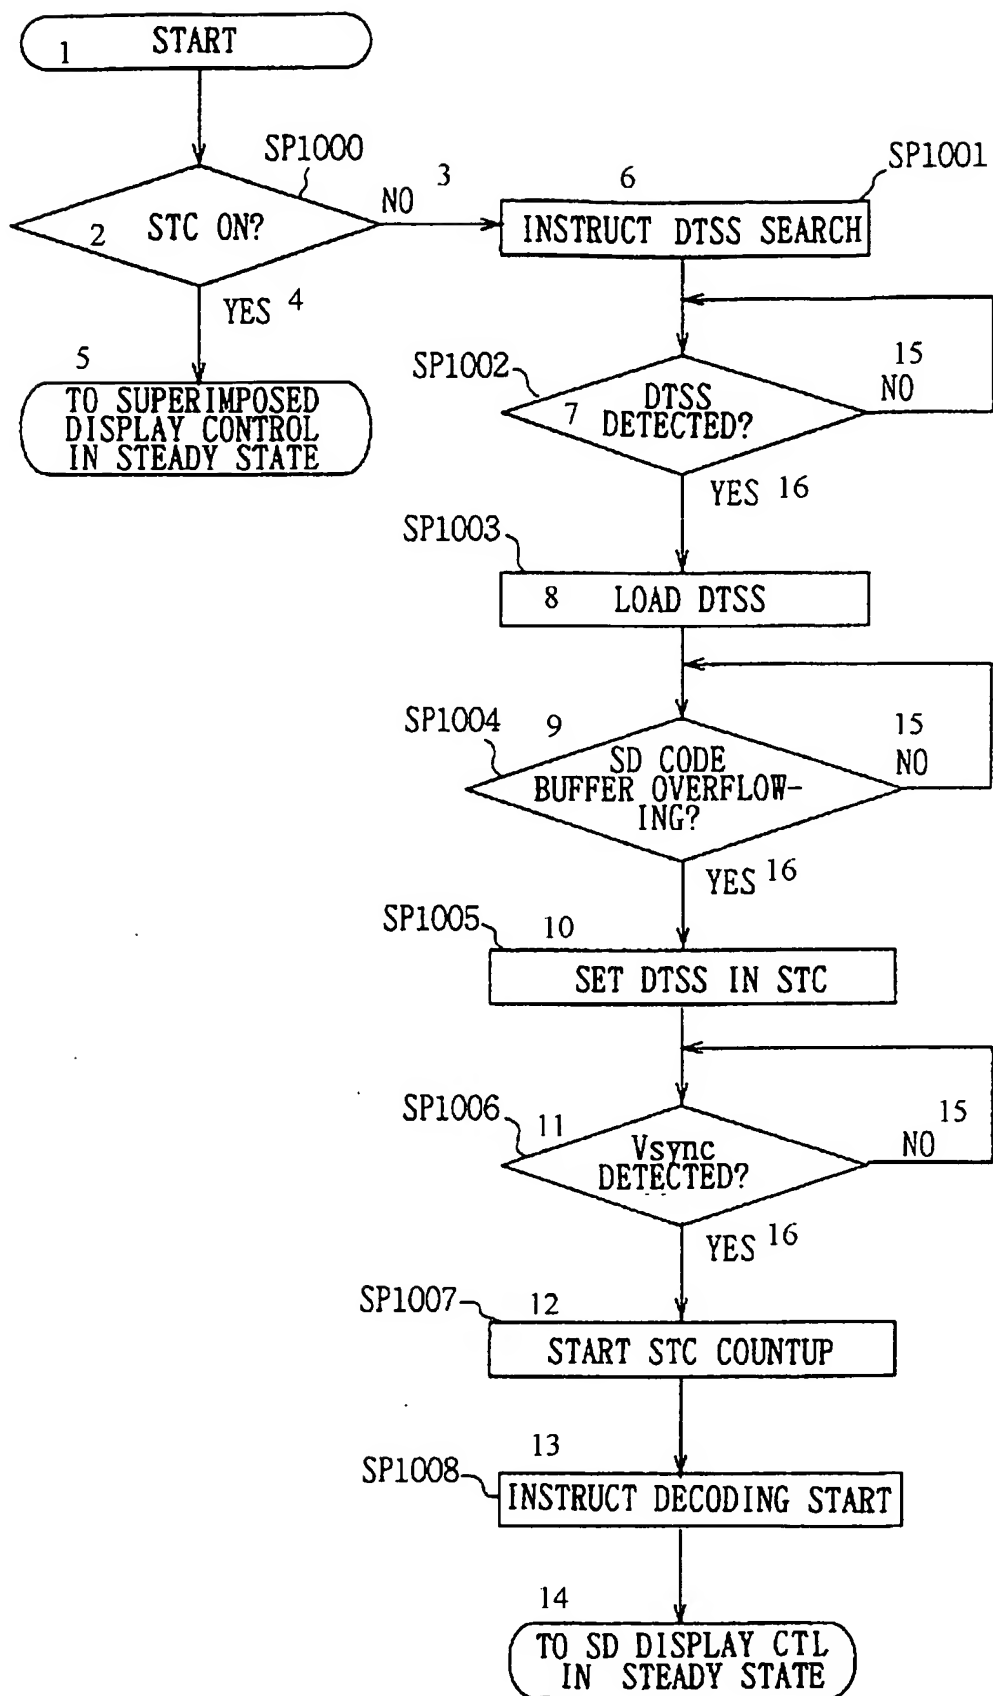 1 START
SP1000
2 STC ON?
NO 3
YES 4
5
TO SUPERIMPOSED
DISPLAY CONTROL
IN STEADY STATE
6
SP1001
INSTRUCT DTSS SEARCH
SP1002
7 DTSS
DETECTED?
15
NO
YES 16
SP1003
8 LOAD DTSS
SP1004
9
SD CODE
BUFFER OVERFLOW-
ING?
15
NO
YES 16
SP1005
10
SET DTSS IN STC
SP1006
11
Vsync
DETECTED?
15
NO
YES 16
SP1007
12
START STC COUNTUP
13
SP1008
INSTRUCT DECODING START
14
TO SD DISPLAY CTL
IN STEADY STATE